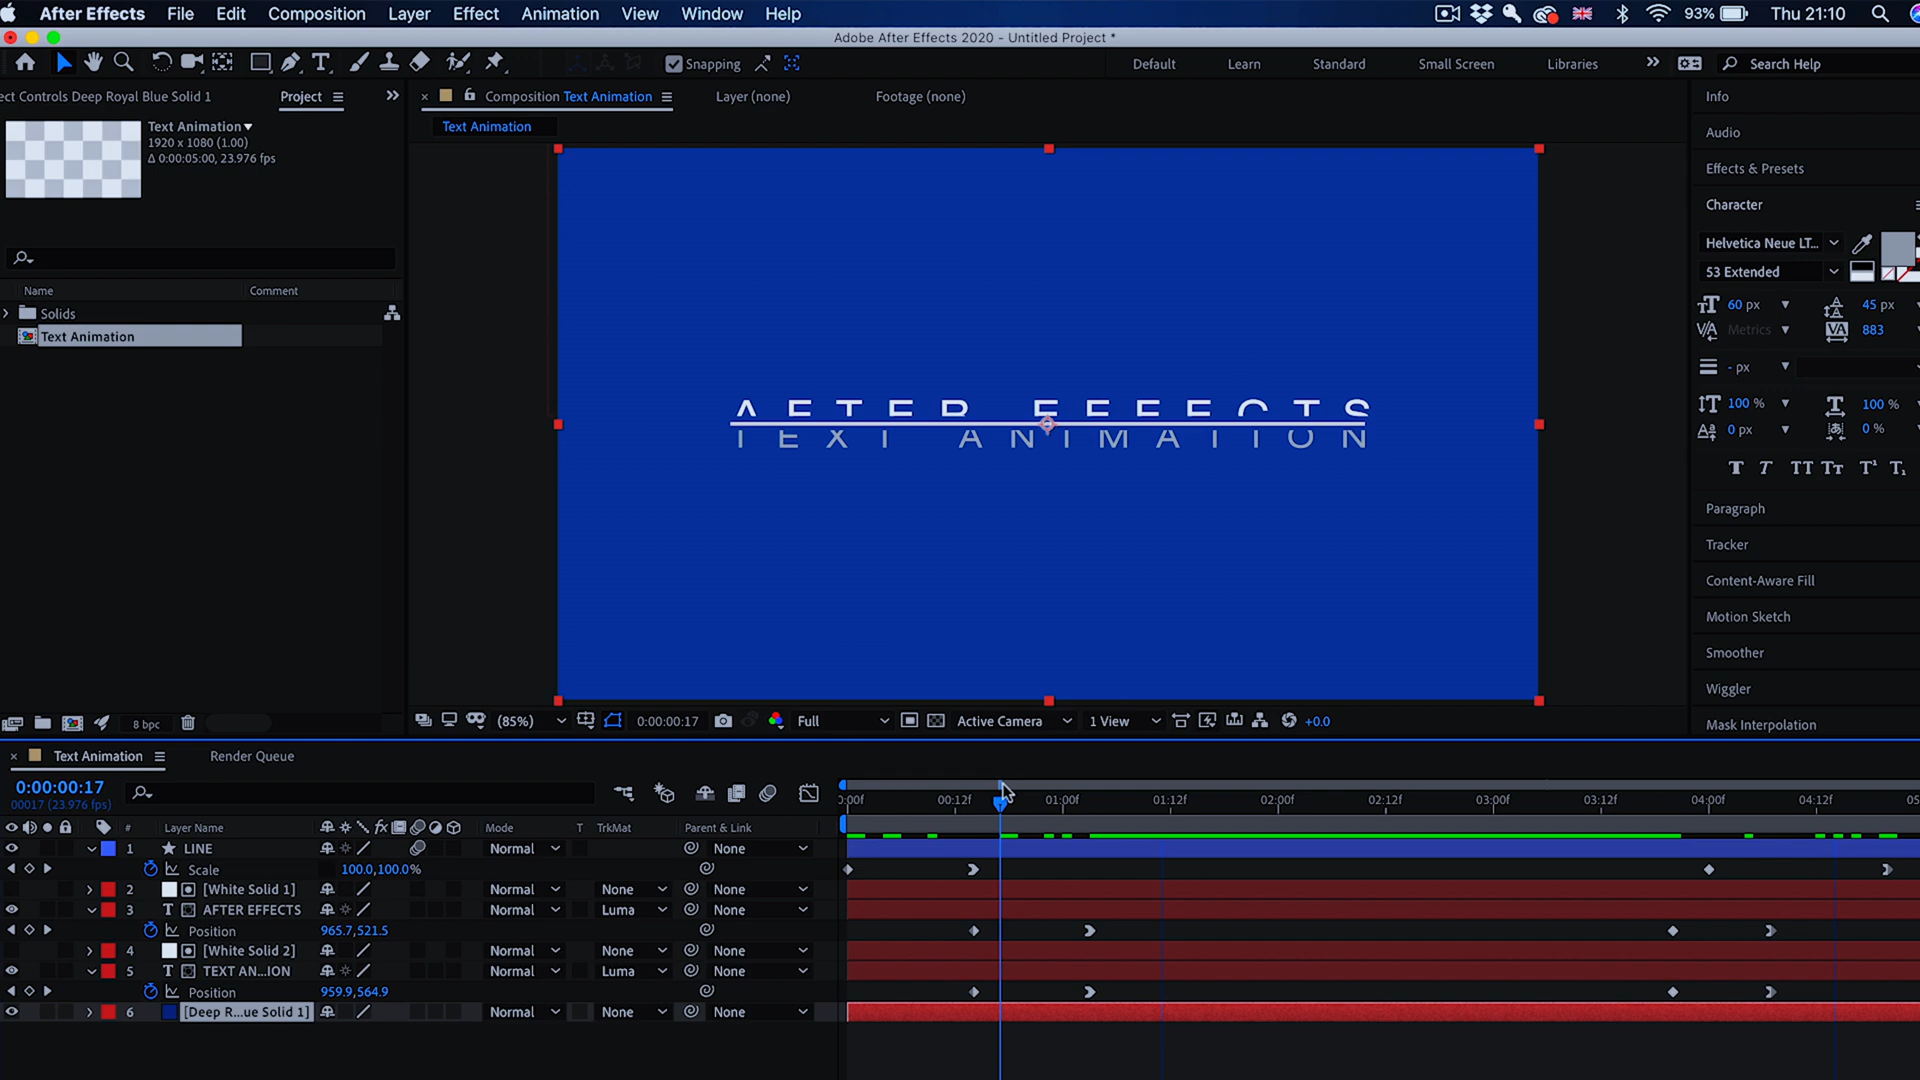 After Effects File Edit Composition Layer Effect Animation View Window Help 93% Thu 21:10
Adobe After Effects 2020 - Untitled Project *
Snapping Default Learn Standard Small Screen Libraries Search Help
ect Controls Deep Royal Blue Solid 1 Project
Composition Text Animation Layer (none) Footage (none)
Text Animation
Text Animation
1920 x 1080 (1.00)
Δ 0:00:05:00, 23.976 fps
Name Comment
Solids
Text Animation
8 bpc
AFTER EFFECTS
TEXT ANIMATION
(85%) 0:00:00:17 Full Active Camera 1 View +0.0
Info
Audio
Effects & Presets
Character
Helvetica Neue LT...
53 Extended
60 px 45 px
Metrics 883
- px
100 % 100 %
0 px 0 %
T T TT Tt T¹ T₁
Paragraph
Tracker
Content-Aware Fill
Motion Sketch
Smoother
Wiggler
Mask Interpolation
Text Animation Render Queue
0:00:00:17
00017 (23.976 fps)
0:00f 00:12f 01:00f 01:12f 02:00f 02:12f 03:00f 03:12f 04:00f 04:12f 05
# Layer Name fx Mode T TrkMat Parent & Link
1 LINE Normal None
Scale 100.0,100.0%
2 [White Solid 1] Normal None None
3 T AFTER EFFECTS Normal Luma None
Position 965.7,521.5
4 [White Solid 2] Normal None None
5 T TEXT AN...ION Normal Luma None
Position 959.9,564.9
6 [Deep R...ue Solid 1] Normal None None